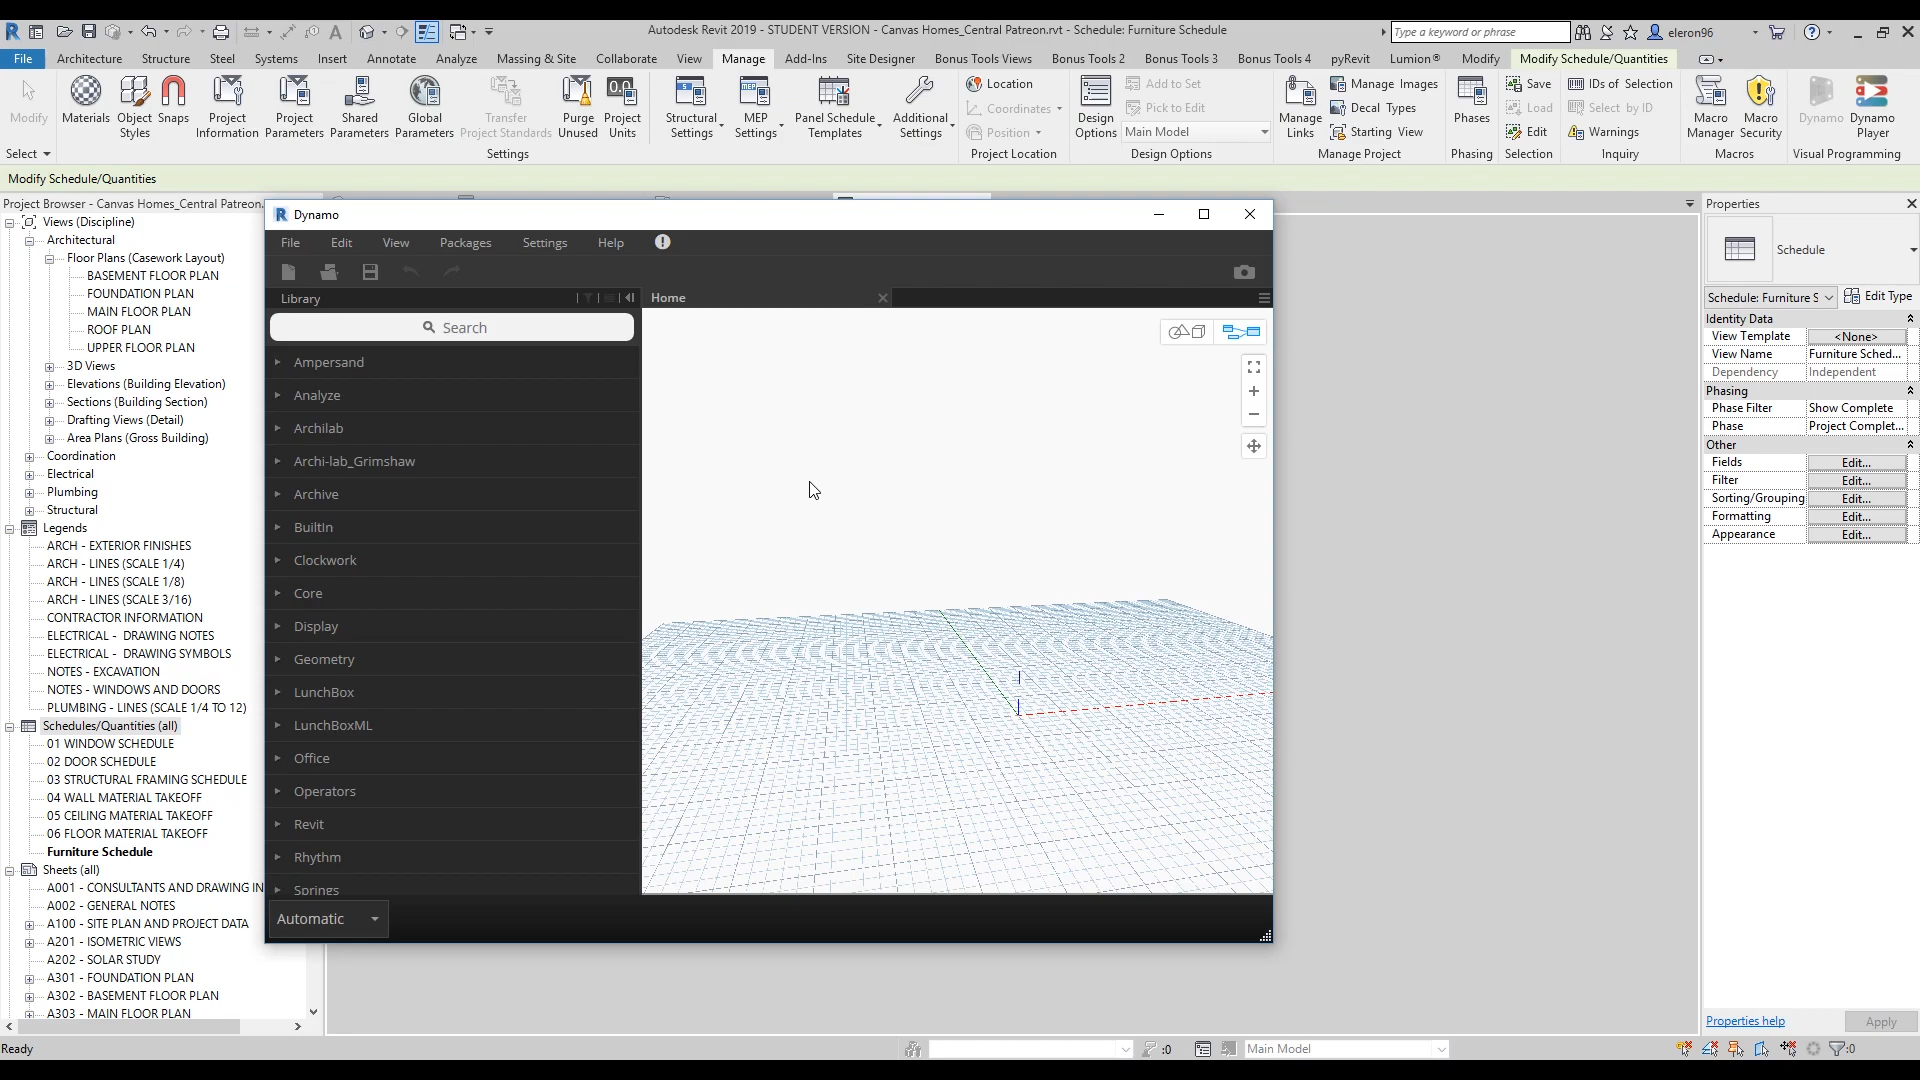 Autodesk Revit 2019 - STUDENT VERSION - Canvas Homes_Central Patreon.rvt - Schedule: Furniture Schedule
Type a keyword or phrase
eleron96
File Architecture Structure Steel Systems Insert Annotate Analyze Massing & Site Collaborate View Manage Add-Ins Site Designer Bonus Tools Views Bonus Tools 2 Bonus Tools 3 Bonus Tools 4 pyRevit Lumion® Modify Modify Schedule/Quantities
Modify
Materials
Object Styles
Snaps
Project Information
Project Parameters
Shared Parameters
Global Parameters
Transfer Project Standards
Purge Unused
Project Units
Structural Settings
MEP Settings
Panel Schedule Templates
Additional Settings
Location
Coordinates
Position
Design Options
Add to Set
Pick to Edit
Main Model
Manage Links
Manage Images
Decal Types
Starting View
Phases
Save
Load
Edit
IDs of Selection
Select by ID
Warnings
Macro Manager
Macro Security
Dynamo
Dynamo Player
Select Settings Project Location Design Options Manage Project Phasing Selection Inquiry Macros Visual Programming
Modify Schedule/Quantities
Project Browser - Canvas Homes_Central Patreon.
Views (Discipline)
Architectural
Floor Plans (Casework Layout)
BASEMENT FLOOR PLAN
FOUNDATION PLAN
MAIN FLOOR PLAN
ROOF PLAN
UPPER FLOOR PLAN
3D Views
Elevations (Building Elevation)
Sections (Building Section)
Drafting Views (Detail)
Area Plans (Gross Building)
Coordination
Electrical
Plumbing
Structural
Legends
ARCH - EXTERIOR FINISHES
ARCH - LINES (SCALE 1/4)
ARCH - LINES (SCALE 1/8)
ARCH - LINES (SCALE 3/16)
CONTRACTOR INFORMATION
ELECTRICAL - DRAWING NOTES
ELECTRICAL - DRAWING SYMBOLS
NOTES - EXCAVATION
NOTES - WINDOWS AND DOORS
PLUMBING - LINES (SCALE 1/4 TO 12)
Schedules/Quantities (all)
01 WINDOW SCHEDULE
02 DOOR SCHEDULE
03 STRUCTURAL FRAMING SCHEDULE
04 WALL MATERIAL TAKEOFF
05 CEILING MATERIAL TAKEOFF
06 FLOOR MATERIAL TAKEOFF
Furniture Schedule
Sheets (all)
A001 - CONSULTANTS AND DRAWING IN
A002 - GENERAL NOTES
A100 - SITE PLAN AND PROJECT DATA
A201 - ISOMETRIC VIEWS
A202 - SOLAR STUDY
A301 - FOUNDATION PLAN
A302 - BASEMENT FLOOR PLAN
A303 - MAIN FLOOR PLAN
Dynamo
File Edit View Packages Settings Help
Library
Home
Search
Ampersand
Analyze
Archilab
Archi-lab_Grimshaw
Archive
BuiltIn
Clockwork
Core
Display
Geometry
LunchBox
LunchBoxML
Office
Operators
Revit
Rhythm
Springs
Automatic
Properties
Schedule
Schedule: Furniture S
Edit Type
Identity Data
View Template <None>
View Name Furniture Sched...
Dependency Independent
Phasing
Phase Filter Show Complete
Phase Project Complet...
Other
Fields Edit...
Filter Edit...
Sorting/Grouping Edit...
Formatting Edit...
Appearance Edit...
Properties help
Apply
Ready
:0
Main Model
:0